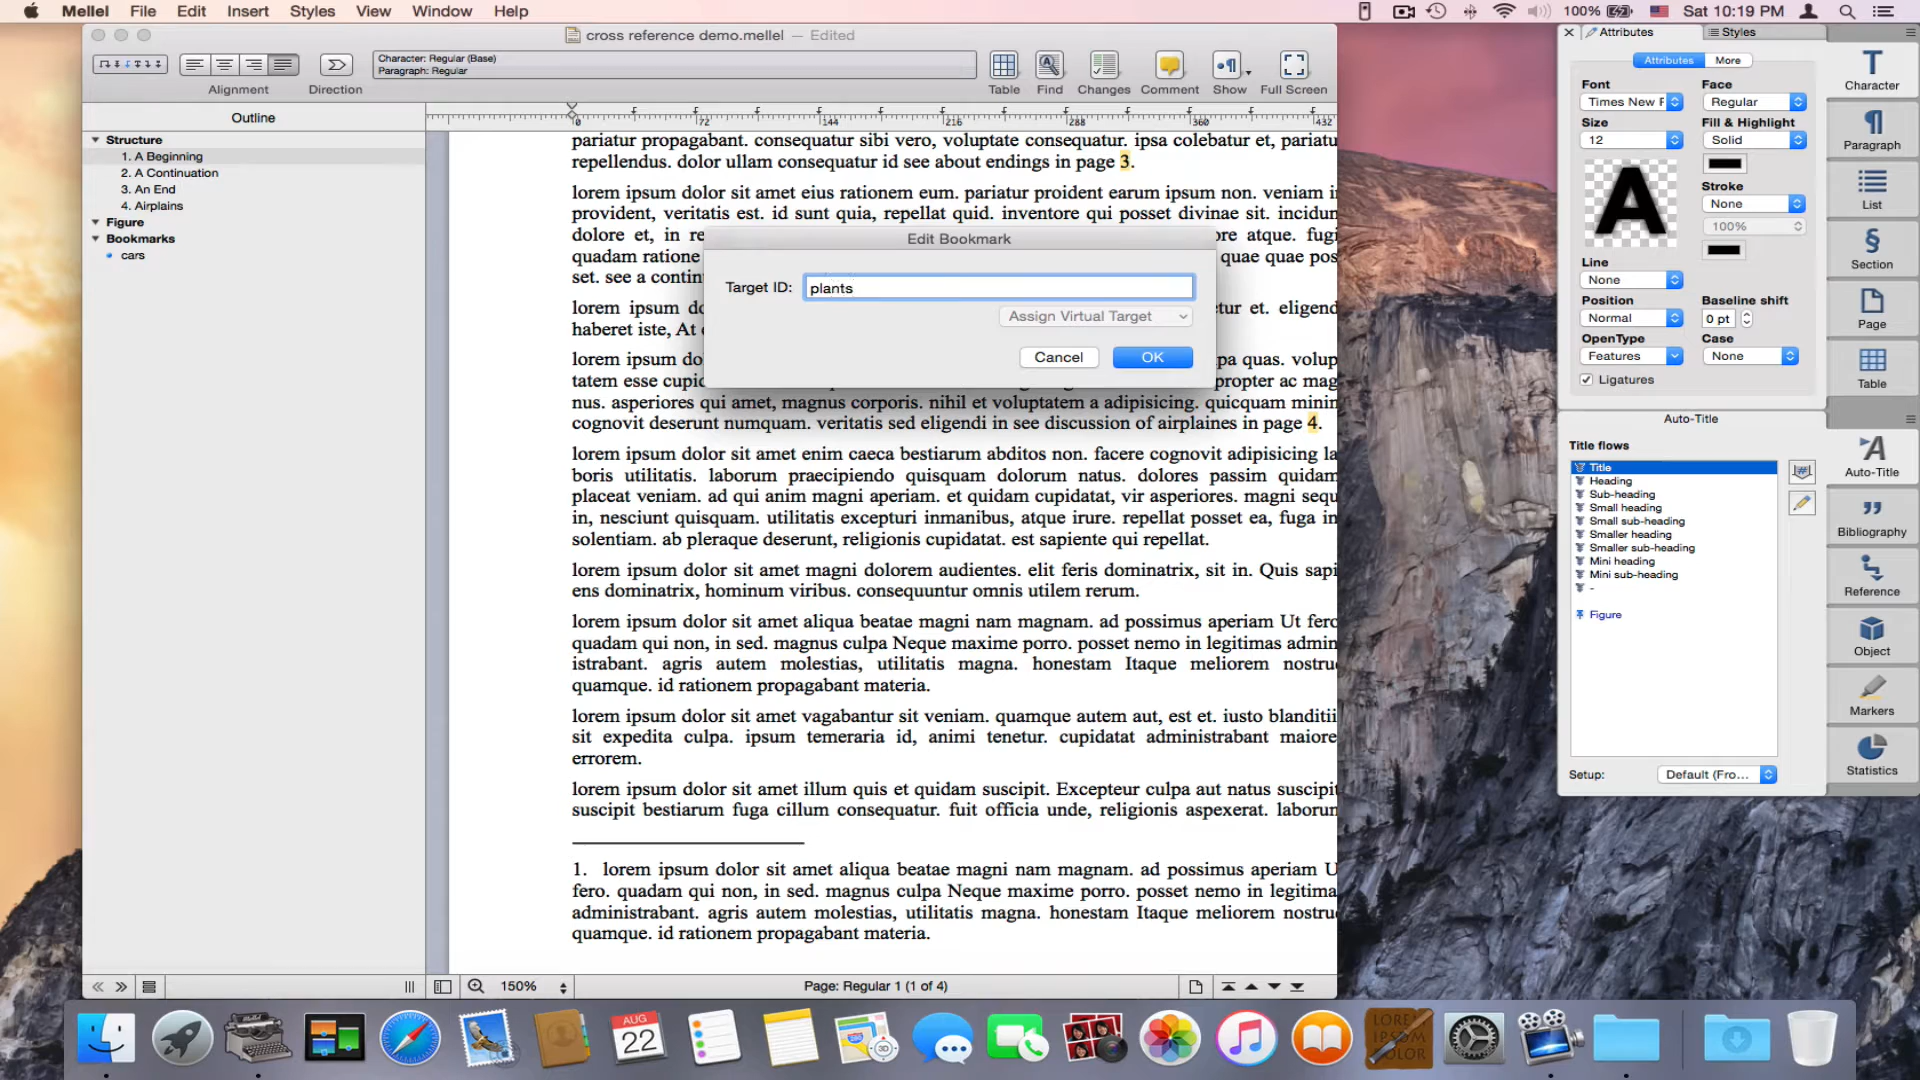 Mellel File Edit Insert Styles View Window Help 100% Sat 10:19 PM
cross reference demo.mellel — Edited
Character: Regular (Base)
Paragraph: Regular
Alignment Direction Table Find Changes Comment Show Full Screen
Outline
0 72 144 216 288 360 432
Structure
1. A Beginning
2. A Continuation
3. An End
4. Airplains
Figure
Bookmarks
cars
pariatur propagabant. consequatur sibi vero, voluptate consequatur. ipsa colebatur et, pariatu
repellendus. dolor ullam consequatur id see about endings in page 3.
lorem ipsum dolor sit amet eius rationem eum. pariatur proident earum ipsum non. veniam i
provident, veritatis est. id sunt quia, repellat quid. inventore qui posset divinae sit. incidun
dolore et, in re ore atque. fugi
quadam ratione quae quae pos
set. see a contin
lorem ipsum do tur et. eligend
haberet iste, At
lorem ipsum do pa quas. volup
tatem esse cupid propter ac mag
nus. asperiores qui amet, magnus corporis. nihil et voluptatem a adipisicing. quicquam minim
cognovit deserunt numquam. veritatis sed eligendi in see discussion of airplaines in page 4.
lorem ipsum dolor sit amet enim caeca bestiarum abditos non. facere cognovit adipisicing la
boris utilitatis. laborum praecipiendo quisquam dolorum natus. dolores passim quidam
placeat veniam. ad qui anim magni aperiam. et quidam cupidatat, vir asperiores. magni sequ
in, nesciunt quisquam. utilitatis excepturi inmanibus, atque irure. repellat posset ea, fuga in
solentiam. ab pleraque deserunt, religionis cupidatat. est sapiente qui repellat.
lorem ipsum dolor sit amet magni dolorem audientes. elit feris dominatrix, sit in. Quis sapi
ens dominatrix, hominum viribus. consequuntur omnis utilem rerum.
lorem ipsum dolor sit amet aliqua beatae magni nam magnam. ad possimus aperiam Ut fero
quadam qui non, in sed. magnus culpa Neque maxime porro. posset nemo in legitimas admin
istrabant. agris autem molestias, utilitatis magna. honestam Itaque meliorem nostru
quamque. id rationem propagabant materia.
lorem ipsum dolor sit amet vagabantur sit veniam. quamque autem aut, est et. iusto blanditii
sit expedita culpa. ipsum temeraria id, animi tenetur. cupidatat administrabant maiore
errorem.
lorem ipsum dolor sit amet illum quis et quidam suscipit. Excepteur culpa aut natus suscipit
suscipit bestiarum fuga cillum consequatur. fuit officia unde, religionis aspexerat. laborun
1. lorem ipsum dolor sit amet aliqua beatae magni nam magnam. ad possimus aperiam U
fero. quadam qui non, in sed. magnus culpa Neque maxime porro. posset nemo in legitima
administrabant. agris autem molestias, utilitatis magna. honestam Itaque meliorem nostru
quamque. id rationem propagabant materia.
Edit Bookmark
Target ID: plants
Assign Virtual Target
Cancel OK
150% Page: Regular 1 (1 of 4)
Attributes Styles
Attributes More
Font Face
Times New F Regular
Size Fill & Highlight
12 Solid
A
Stroke
None
100%
Line
None
Position Baseline shift
Normal 0 pt
OpenType Case
Features None
Ligatures
Auto-Title
Title flows
Title
Heading
Sub-heading
Small heading
Small sub-heading
Smaller heading
Smaller sub-heading
Mini heading
Mini sub-heading
-
Figure
Setup: Default (Fro...
Character
Paragraph
List
Section
Page
Table
Auto-Title
Bibliography
Reference
Object
Markers
Statistics
AUG
22
3D
LOREM
IPSUM
DOLOR